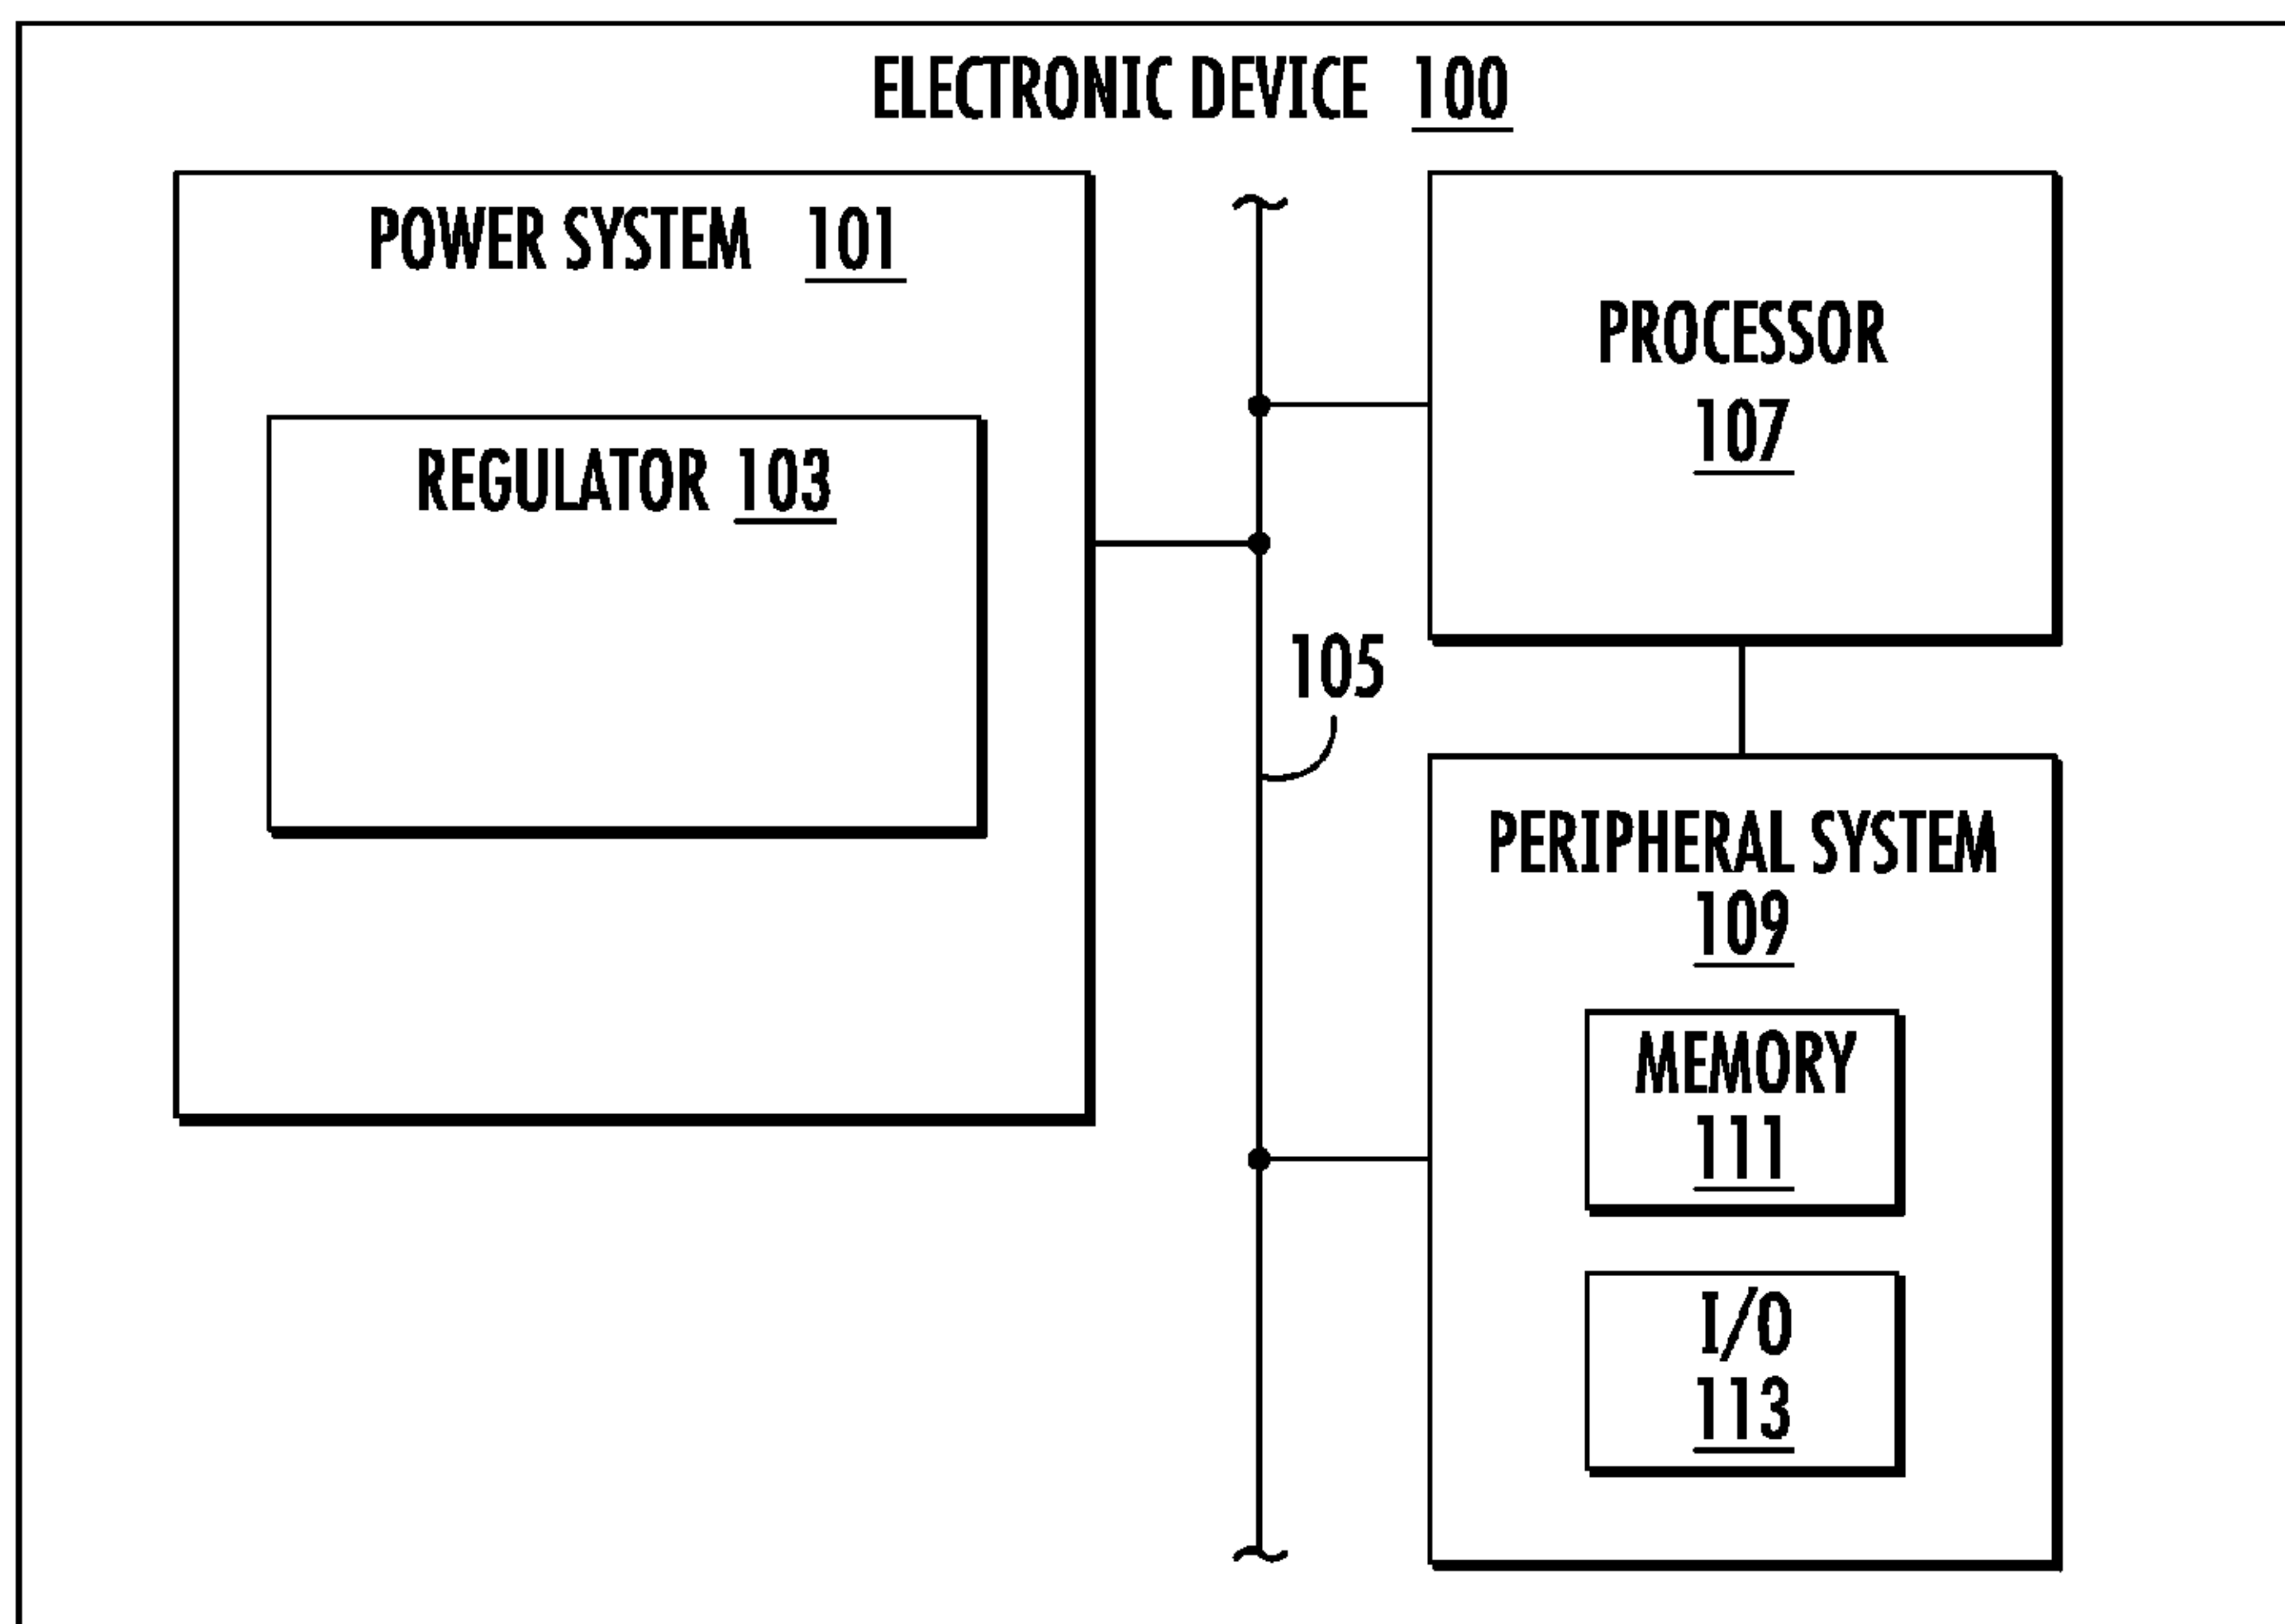 ELECTRONIC DEVICE 100
POWER SYSTEM 101
REGULATOR 103
105
PROCESSOR
107
PERIPHERAL SYSTEM
109
MEMORY
111
I/O
113